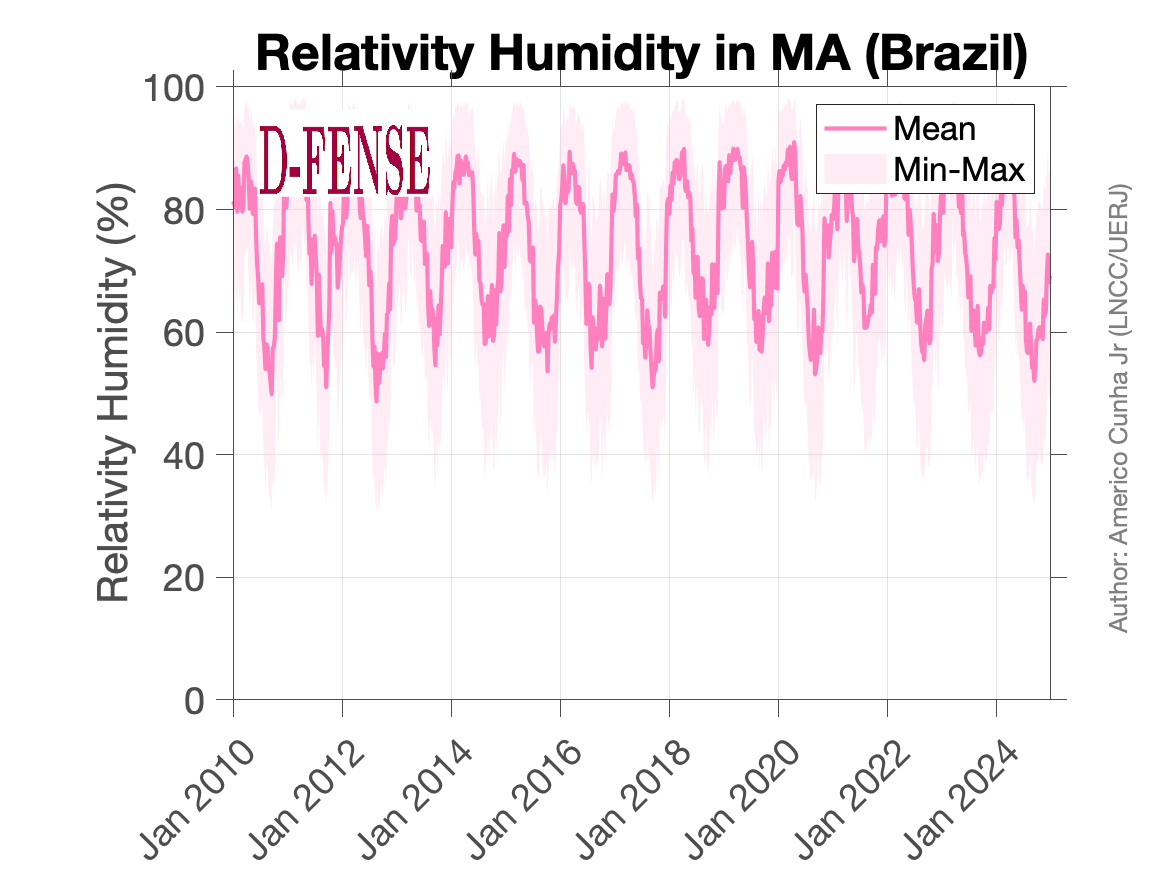 Relativity Humidity in MA (Brazil)
100
80
60
40
20
0
Relativity Humidity (%)
D-FENSE
Mean
Min-Max
Jan 2010
Jan 2012
Jan 2014
Jan 2016
Jan 2018
Jan 2020
Jan 2022
Jan 2024
Author: Americo Cunha Jr (LNCC/UERJ)